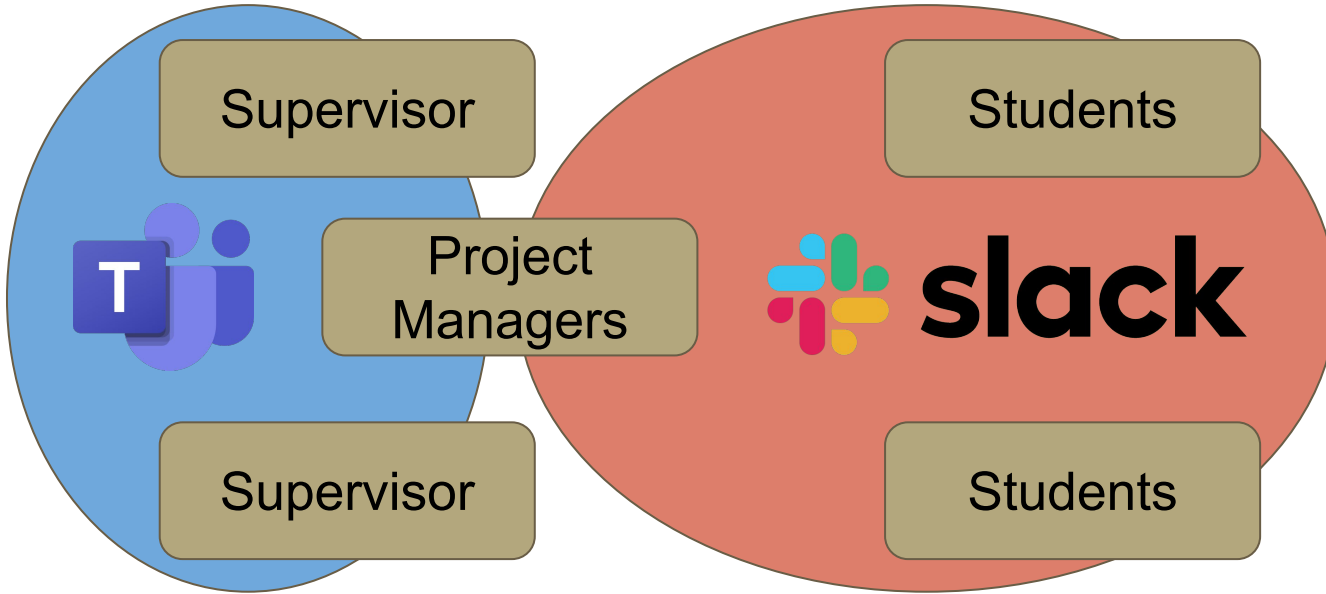 Supervisor
Students
T
Project
Managers
slack
Supervisor
Students